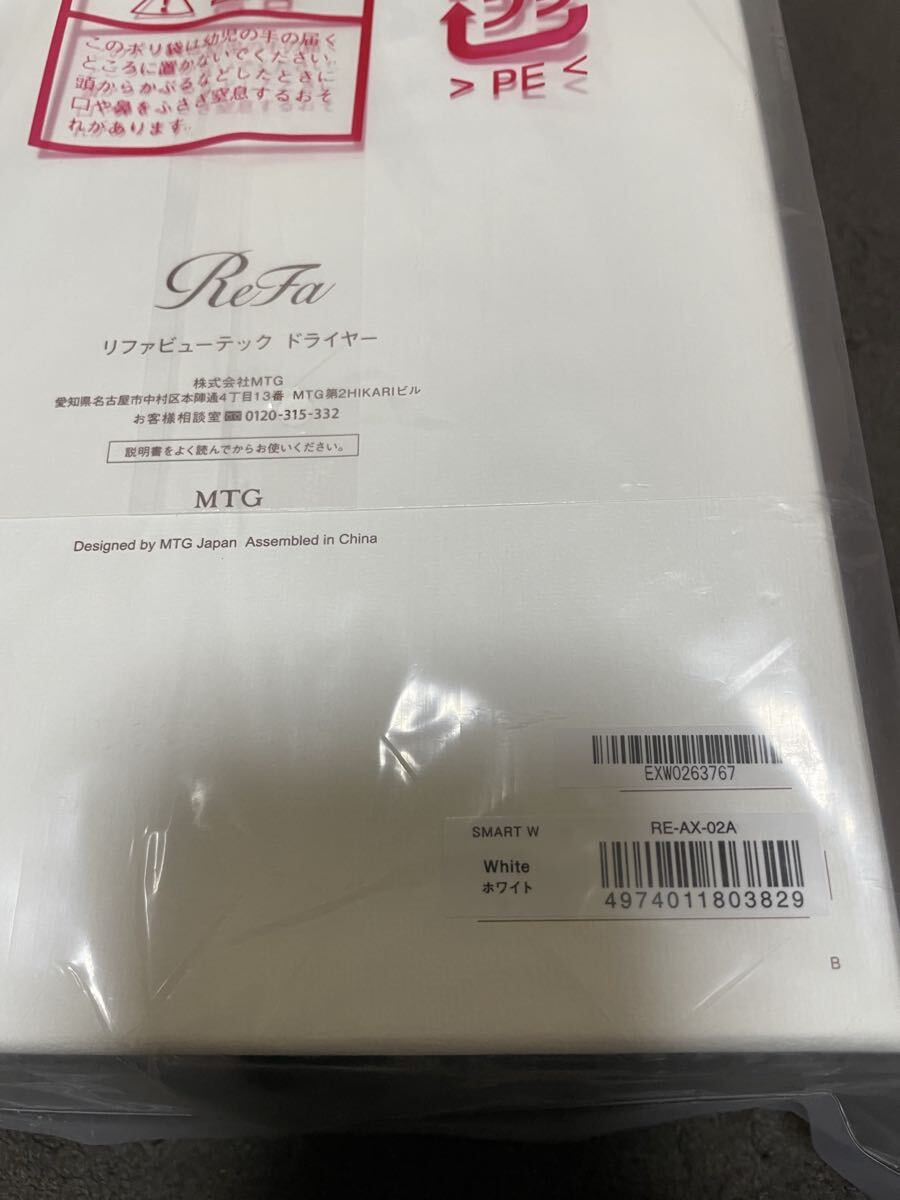 このポリ袋は幼児の手の届く
ところに置かないでください。
頭からかぶるなどしたときに
口や鼻をふさぎ窒息するおそ
れがあります。
> PE <
ReFa
リファビューテック ドライヤー
株式会社MTG
愛知県名古屋市中村区本陣通4丁目13番 MTG第2HIKARIビル
お客様相談室 0120-315-332
説明書をよく読んでからお使いください。
MTG
Designed by MTG Japan Assembled in China
EXW0263767
SMART W RE-AX-02A
White
ホワイト
4974011803829
B